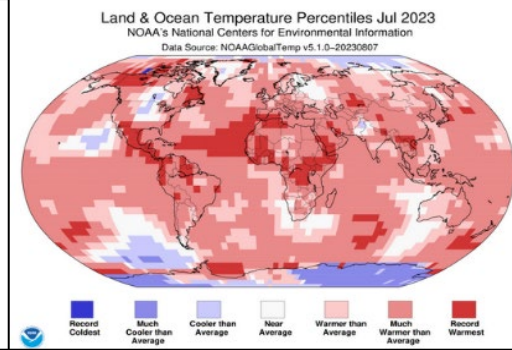 Land & Ocean Temperature Percentiles Jul 2023
NOAA's National Centers for Environmental Information
Data Source: NOAAGlobalTemp v5.1.0–20230807
Record Coldest
Much Cooler than Average
Cooler than Average
Near Average
Warmer than Average
Much Warmer than Average
Record Warmest